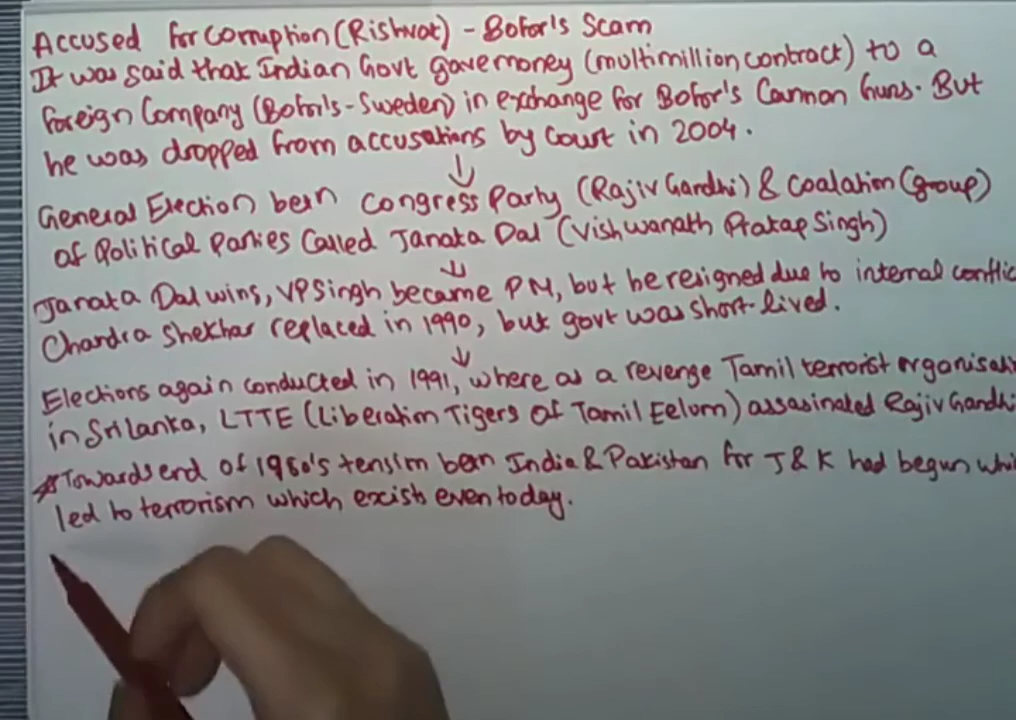 Accused for corruption (Rishvat) - Bofor's Scam
It was said that Indian Govt gave money (multimillion contract) to a
foreign Company (Bofor's-Sweden) in exchange for Bofor's Cannon Guns. But
he was dropped from accusations by Court in 2004.
↓
General Election betn Congress Party (Rajiv Gandhi) & Coalation (group)
of Political Parties Called Janata Dal (Vishwanath Pratap Singh)
↓
Janata Dal wins, VP Singh became PM, but he resigned due to internal conflic
Chandra Shekhar replaced in 1990, but govt was short-lived.
↓
Elections again conducted in 1991, where as a revenge Tamil terrorist organisati
in Sri Lanka, LTTE (Liberation Tigers of Tamil Eelum) assasinated Rajiv Gandhi
* Towards end of 1980's tension betn India & Pakistan for J & K had begun whi
led to terrorism which exist even today.